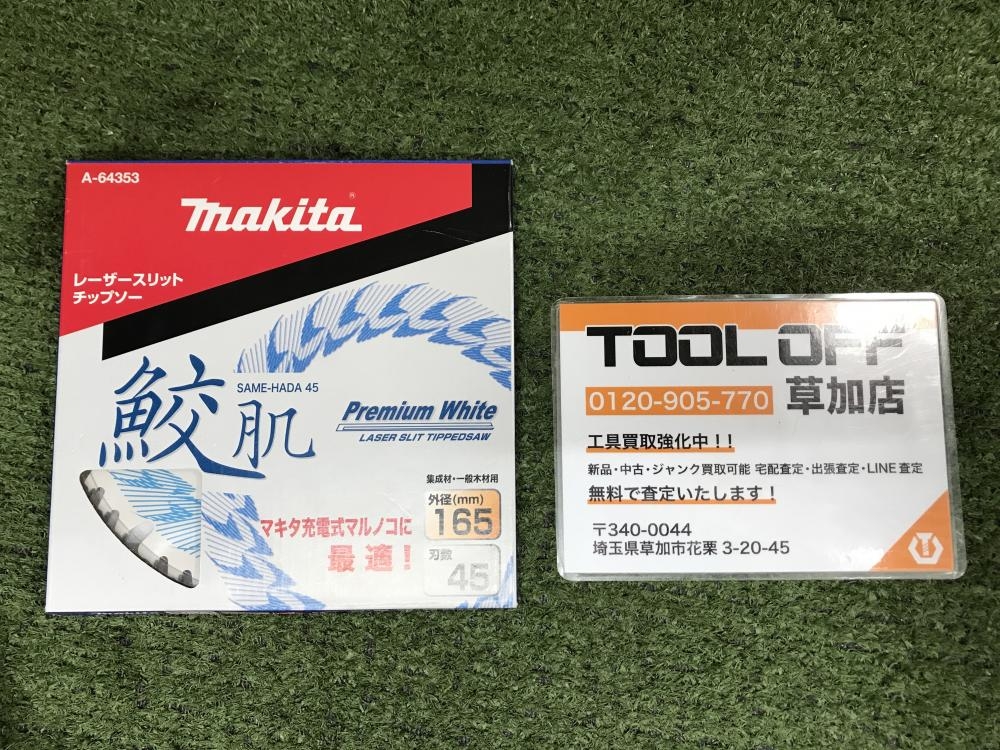 A-64353
makita
レーザースリット
チップソー
鮫肌
SAME-HADA 45
Premium White
LASER SLIT TIPPEDSAW
集成材・一般木材用
外径(mm)
165
マキタ充電式マルノコに
最適！
刃数
45
TOOL OFF
0120-905-770 草加店
工具買取強化中！！
新品・中古・ジャンク買取可能 宅配査定・出張査定・LINE査定
無料で査定いたします！
〒340-0044
埼玉県草加市花栗 3-20-45